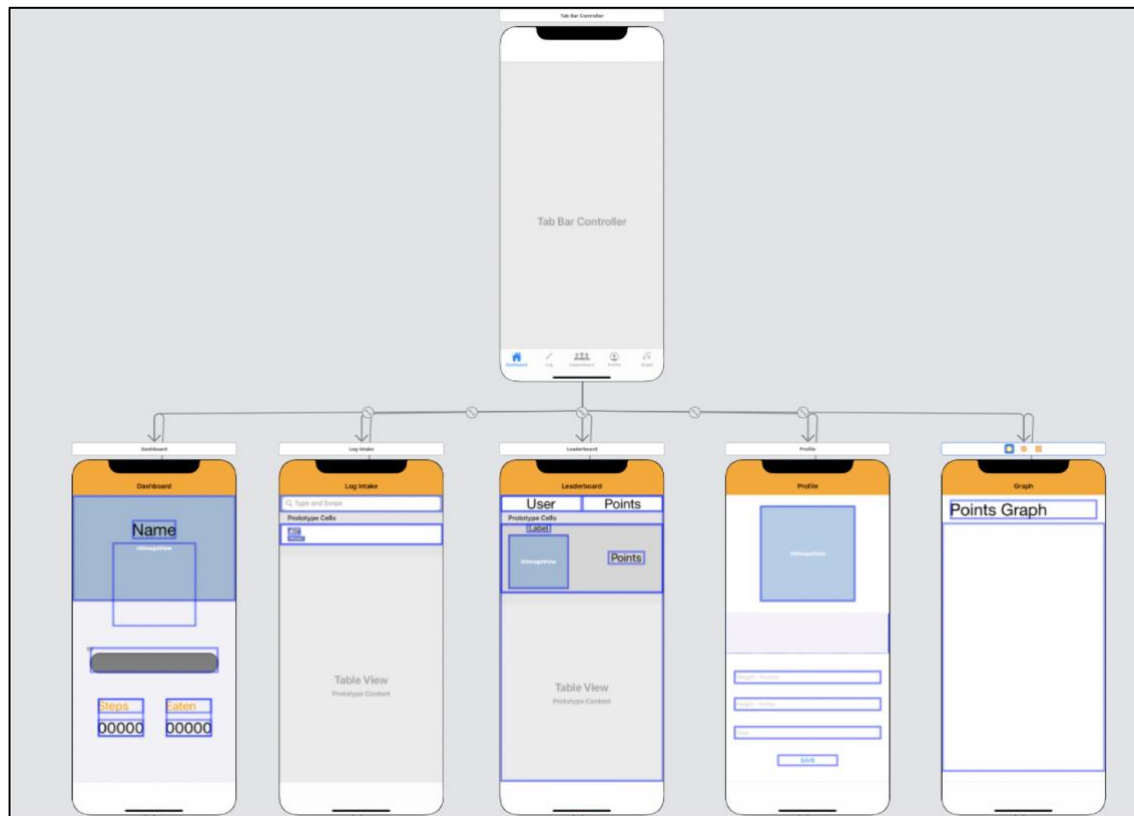 Tab Bar Controller
Tab Bar Controller
Dashboard
Log
Leaderboard
Profile
Graph
Dashboard
Dashboard
Name
UIImageView
Steps
Eaten
00000
00000
Log Intake
Log Intake
Type and Swipe
Prototype Cells
Table View
Prototype Content
Leaderboard
Leaderboard
User
Points
Prototype Cells
Label
UIImageView
Points
Table View
Prototype Content
Profile
Profile
UIImageView
SAVE
Graph
Points Graph